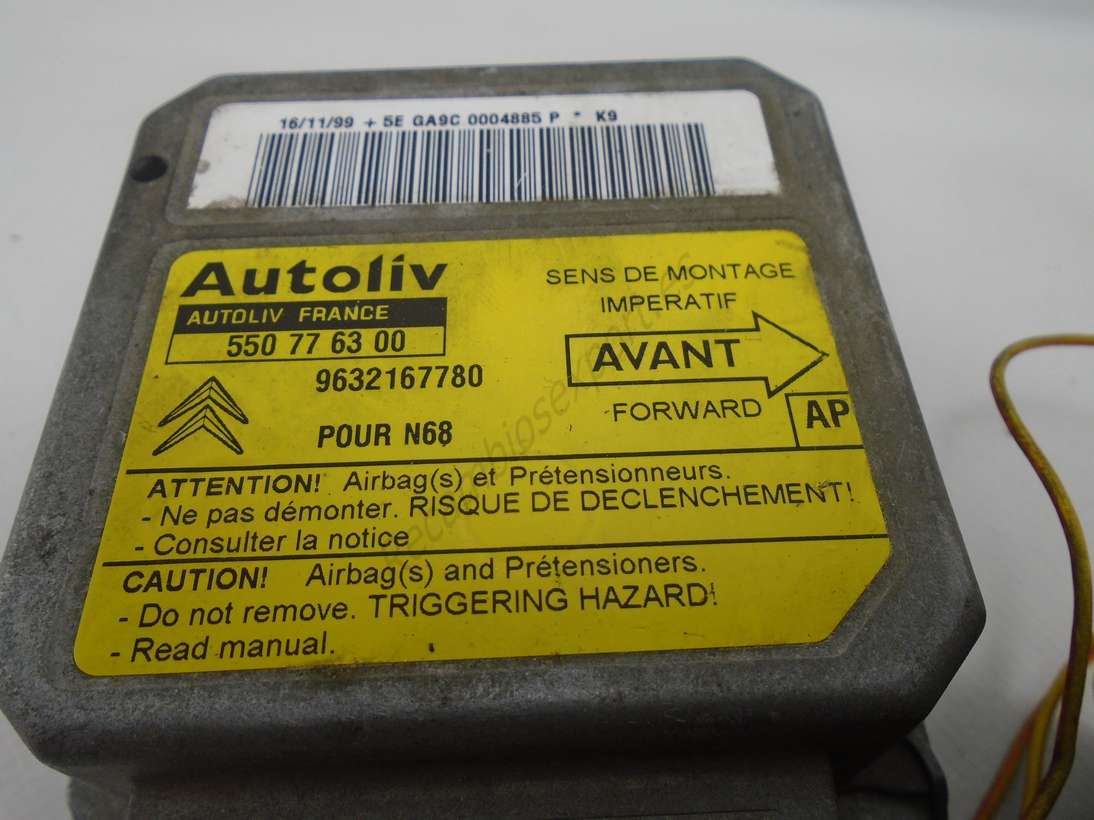 16/11/99 + 5E GA9C 0004885 P * K9
Autoliv
AUTOLIV FRANCE
550 77 63 00
9632167780
POUR N68
SENS DE MONTAGE
IMPERATIF
AVANT
FORWARD
AP
ATTENTION! Airbag(s) et Prétensionneurs.
- Ne pas démonter. RISQUE DE DECLENCHEMENT!
- Consulter la notice
CAUTION! Airbag(s) and Prétensioners.
- Do not remove. TRIGGERING HAZARD!
- Read manual.